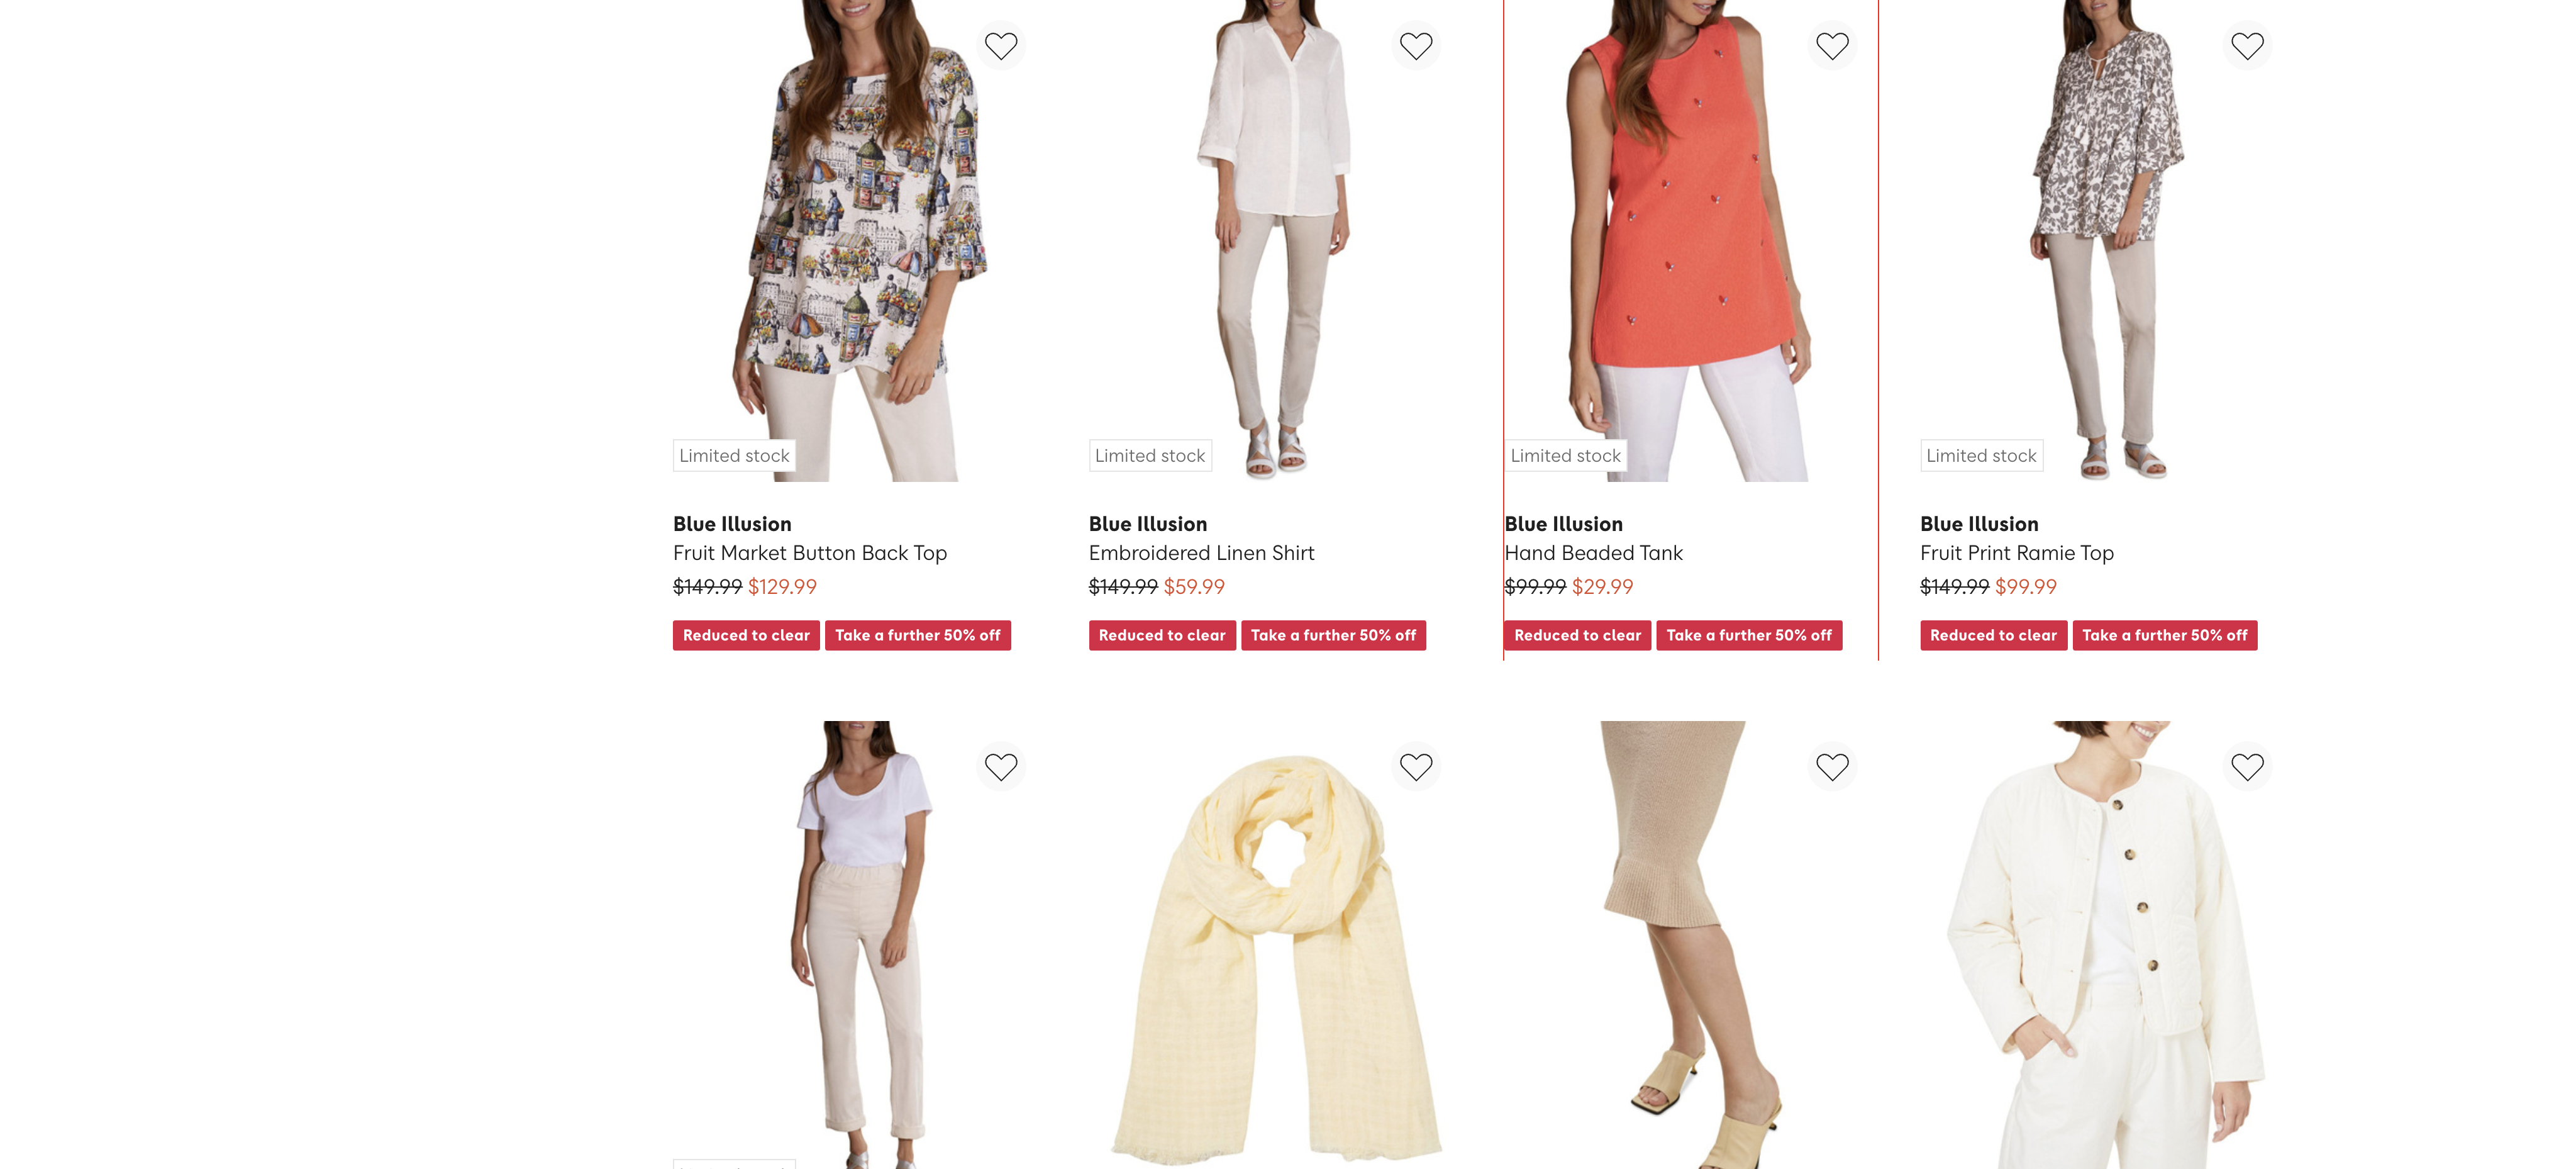 Limited stock
Limited stock
Limited stock
Limited stock
Blue Illusion
Fruit Market Button Back Top
$149.99 $129.99
Reduced to clear
Take a further 50% off
Blue Illusion
Embroidered Linen Shirt
$149.99 $59.99
Reduced to clear
Take a further 50% off
Blue Illusion
Hand Beaded Tank
$99.99 $29.99
Reduced to clear
Take a further 50% off
Blue Illusion
Fruit Print Ramie Top
$149.99 $99.99
Reduced to clear
Take a further 50% off